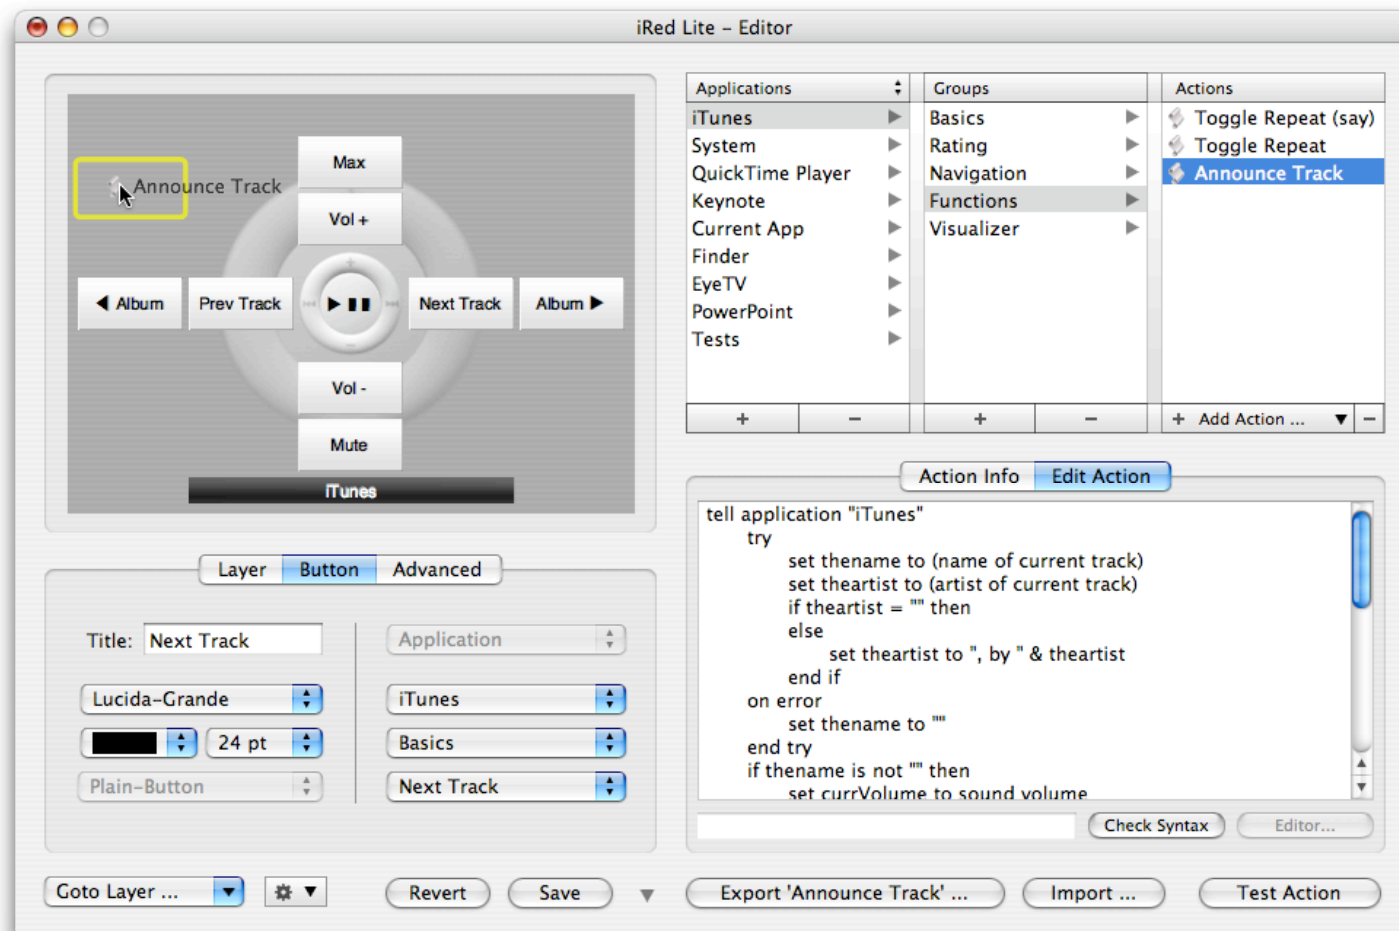 iRed Lite – Editor
Announce Track
Max
Vol +
◀ Album
Prev Track
Next Track
Album ▶
Vol -
Mute
iTunes
Applications
iTunes
System
QuickTime Player
Keynote
Current App
Finder
EyeTV
PowerPoint
Tests
Groups
Basics
Rating
Navigation
Functions
Visualizer
Actions
Toggle Repeat (say)
Toggle Repeat
Announce Track
+ −
+ −
+ Add Action ... ▼ −
Layer Button Advanced
Title: Next Track
Lucida-Grande
24 pt
Plain-Button
Application
iTunes
Basics
Next Track
Action Info Edit Action
tell application "iTunes"
try
set thename to (name of current track)
set theartist to (artist of current track)
if theartist = "" then
else
set theartist to ", by " & theartist
end if
on error
set thename to ""
end try
if thename is not "" then
set currVolume to sound volume
Check Syntax Editor...
Goto Layer ...
Revert Save
Export 'Announce Track' ... Import ... Test Action